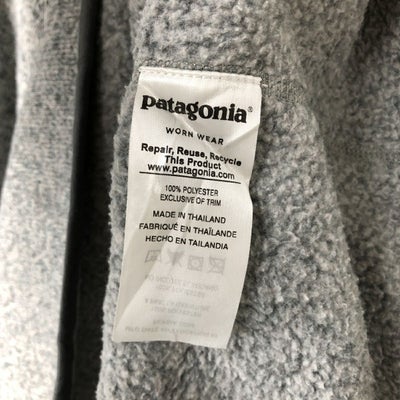 patagonia®
WORN WEAR
Repair, Reuse, Recycle
This Product
www.patagonia.com
100% POLYESTER
EXCLUSIVE OF TRIM
MADE IN THAILAND
FABRIQUÉ EN THAÏLANDE
HECHO EN TAILANDIA